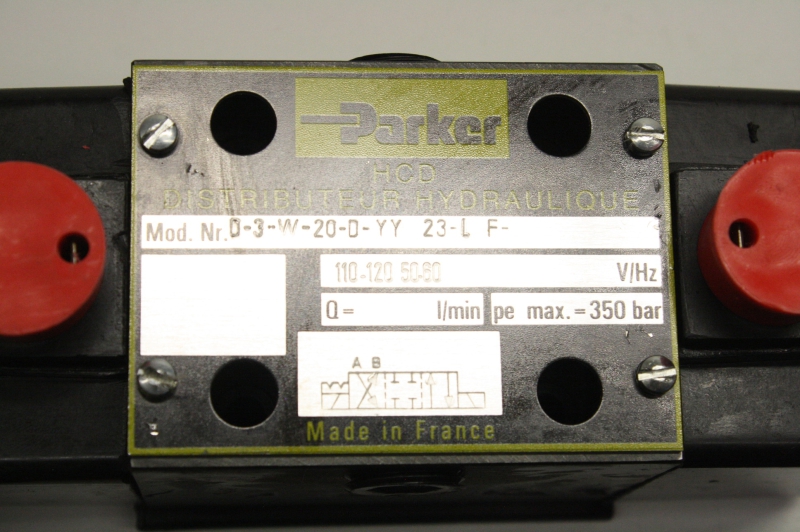 Parker
HCD
DISTRIBUTEUR HYDRAULIQUE
Mod. Nr. D-3-W-20-D-YY 23-L F-
110-120 50-60 V/Hz
Q = l/min pe max. = 350 bar
A B
Made in France